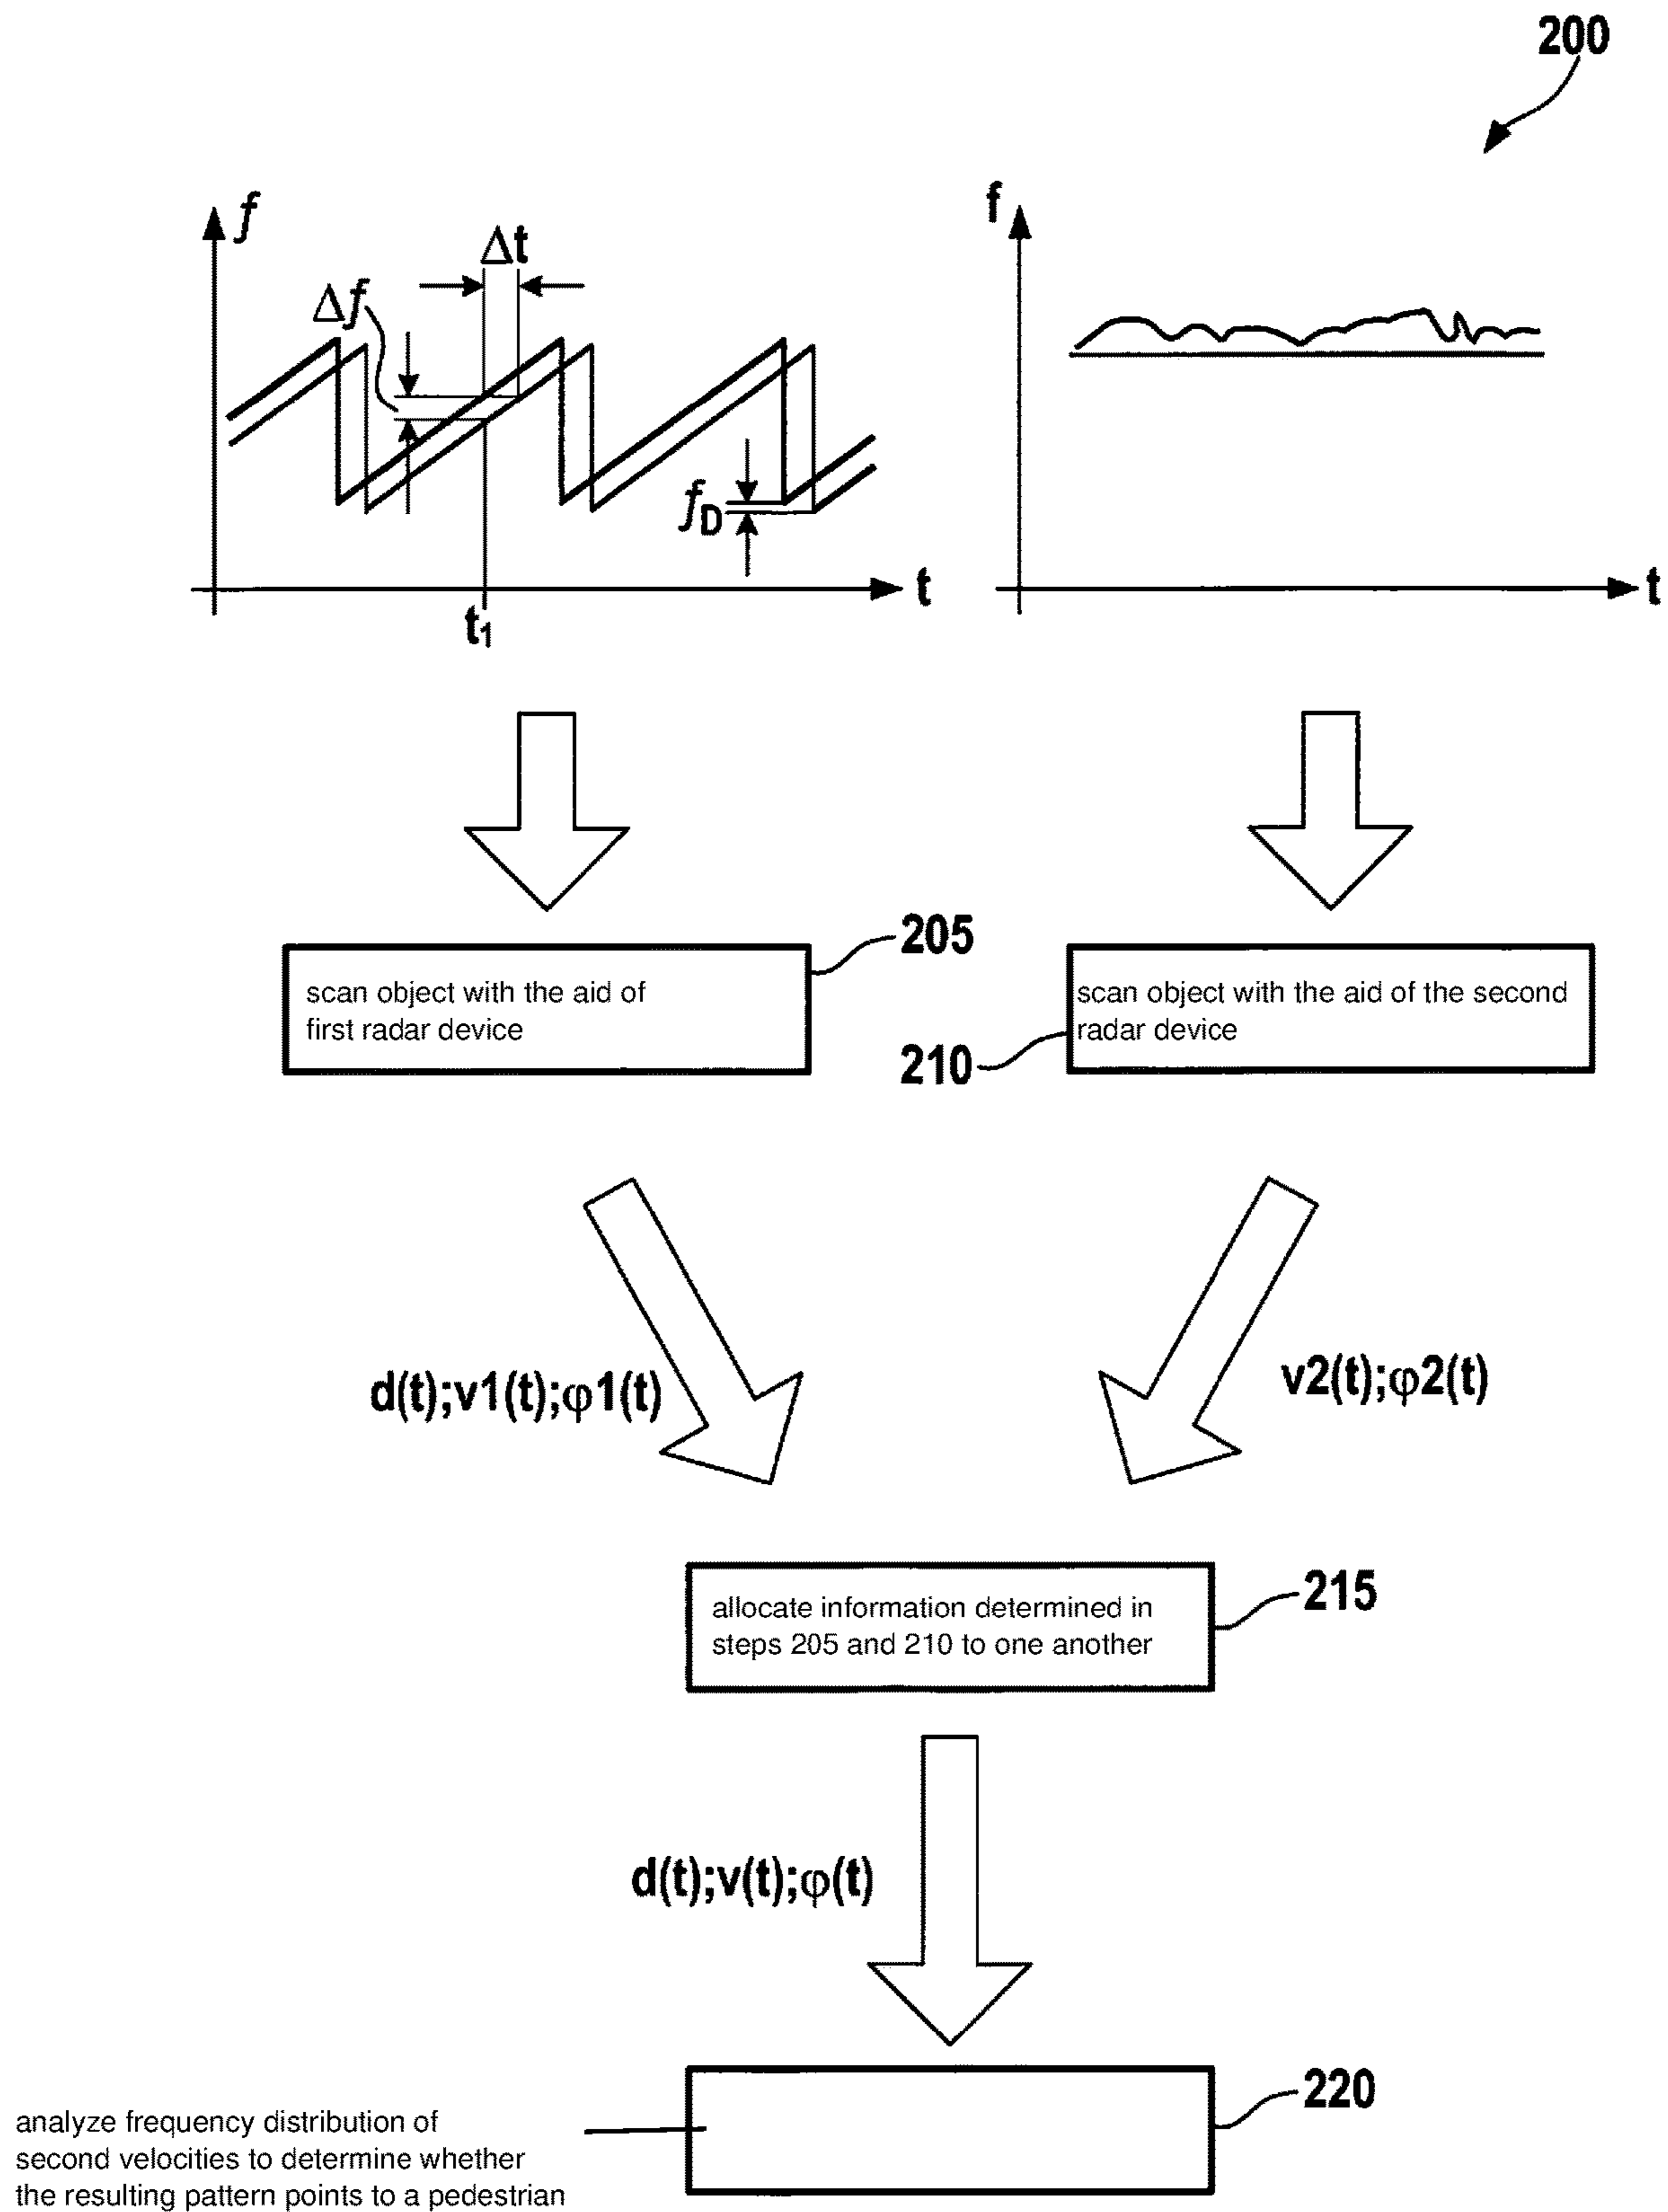 200
f
Δt
Δf
fD
t
t1
f
t
205
scan object with the aid of
first radar device
scan object with the aid of the second
radar device
210
d(t);v1(t);φ1(t)
v2(t);φ2(t)
allocate information determined in
steps 205 and 210 to one another
215
d(t);v(t);φ(t)
220
analyze frequency distribution of
second velocities to determine whether
the resulting pattern points to a pedestrian